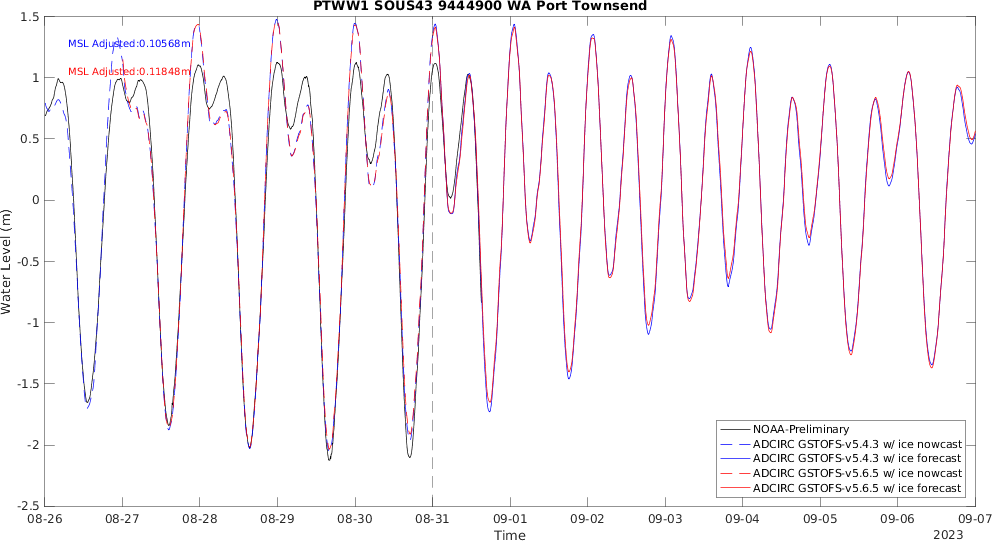 PTWW1 SOUS43 9444900 WA Port Townsend
MSL Adjusted:0.10568m
MSL Adjusted:0.11848m
Water Level (m)
1.5
1
0.5
0
-0.5
-1
-1.5
-2
-2.5
NOAA-Preliminary
ADCIRC GSTOFS-v5.4.3 w/ ice nowcast
ADCIRC GSTOFS-v5.4.3 w/ ice forecast
ADCIRC GSTOFS-v5.6.5 w/ ice nowcast
ADCIRC GSTOFS-v5.6.5 w/ ice forecast
08-26 08-27 08-28 08-29 08-30 08-31 09-01 09-02 09-03 09-04 09-05 09-06 09-07
Time
2023